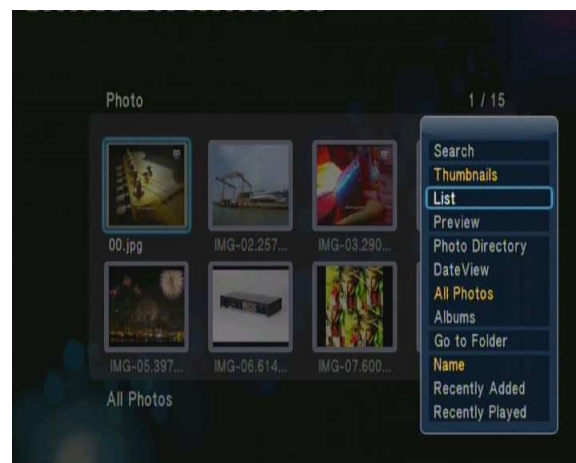 Photo
1 / 15
00.jpg
IMG-02.257...
IMG-03.290...
IMG-05.397...
IMG-06.614...
IMG-07.600...
All Photos
Search
Thumbnails
List
Preview
Photo Directory
DateView
All Photos
Albums
Go to Folder
Name
Recently Added
Recently Played